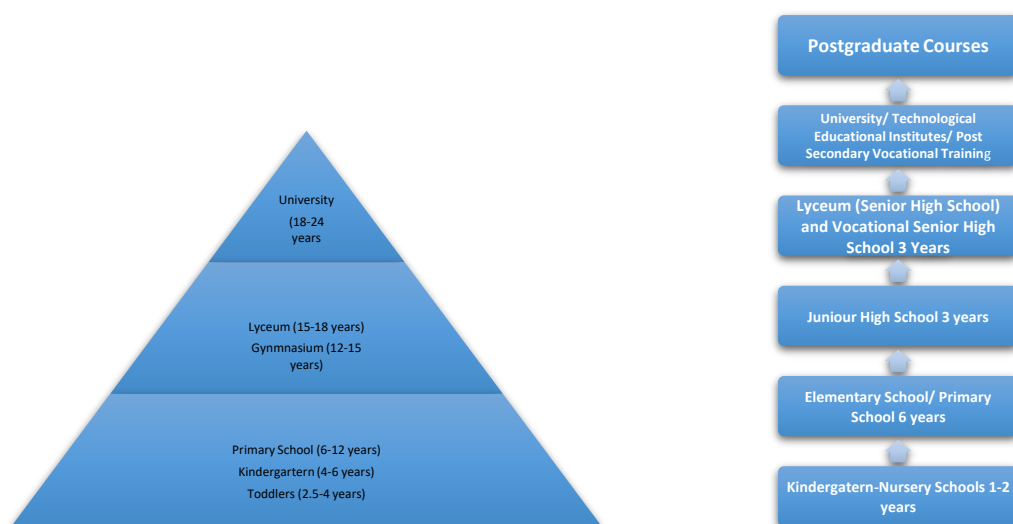 University
(18-24
years
Lyceum (15-18 years)
Gynmnasium (12-15
years)
Primary School (6-12 years)
Kindergartern (4-6 years)
Toddlers (2.5-4 years)
Postgraduate Courses
University/ Technological
Educational Institutes/ Post
Secondary Vocational Training
Lyceum (Senior High School)
and Vocational Senior High
School 3 Years
Juniour High School 3 years
Elementary School/ Primary
School 6 years
Kindergatern-Nursery Schools 1-2
years